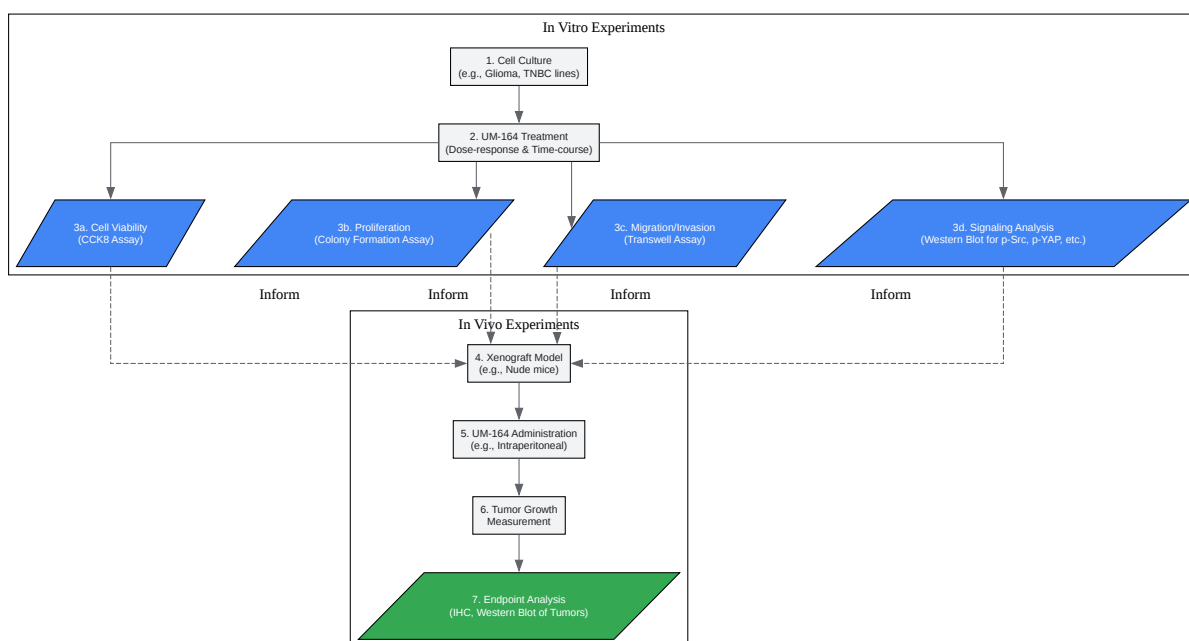 In Vitro Experiments
1. Cell Culture
(e.g., Glioma, TNBC lines)
2. UM-164 Treatment
(Dose-response & Time-course)
3a. Cell Viability
(CCK8 Assay)
3b. Proliferation
(Colony Formation Assay)
3c. Migration/Invasion
(Transwell Assay)
3d. Signaling Analysis
(Western Blot for p-Src, p-YAP, etc.)
Inform
Inform
Inform
Inform
In Vivo Experiments
4. Xenograft Model
(e.g., Nude mice)
5. UM-164 Administration
(e.g., Intraperitoneal)
6. Tumor Growth
Measurement
7. Endpoint Analysis
(IHC, Western Blot of Tumors)